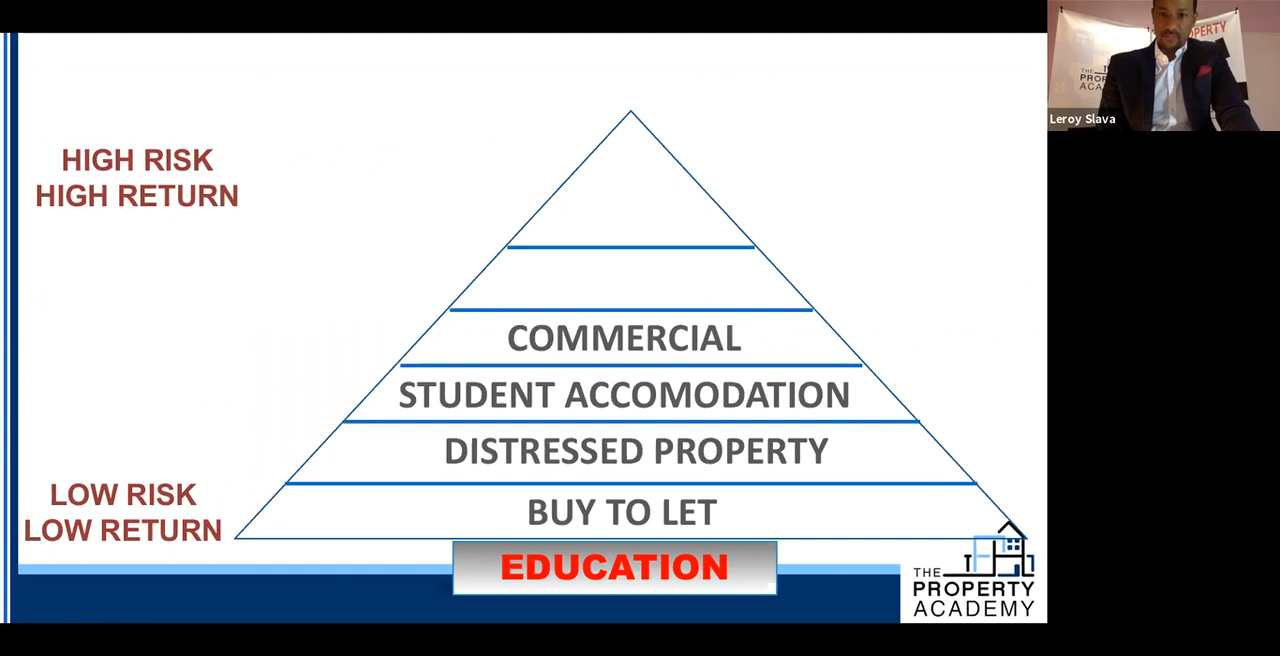 HIGH RISK
HIGH RETURN
COMMERCIAL
STUDENT ACCOMODATION
DISTRESSED PROPERTY
BUY TO LET
LOW RISK
LOW RETURN
EDUCATION
THE
PROPERTY
ACADEMY
Leroy Slava